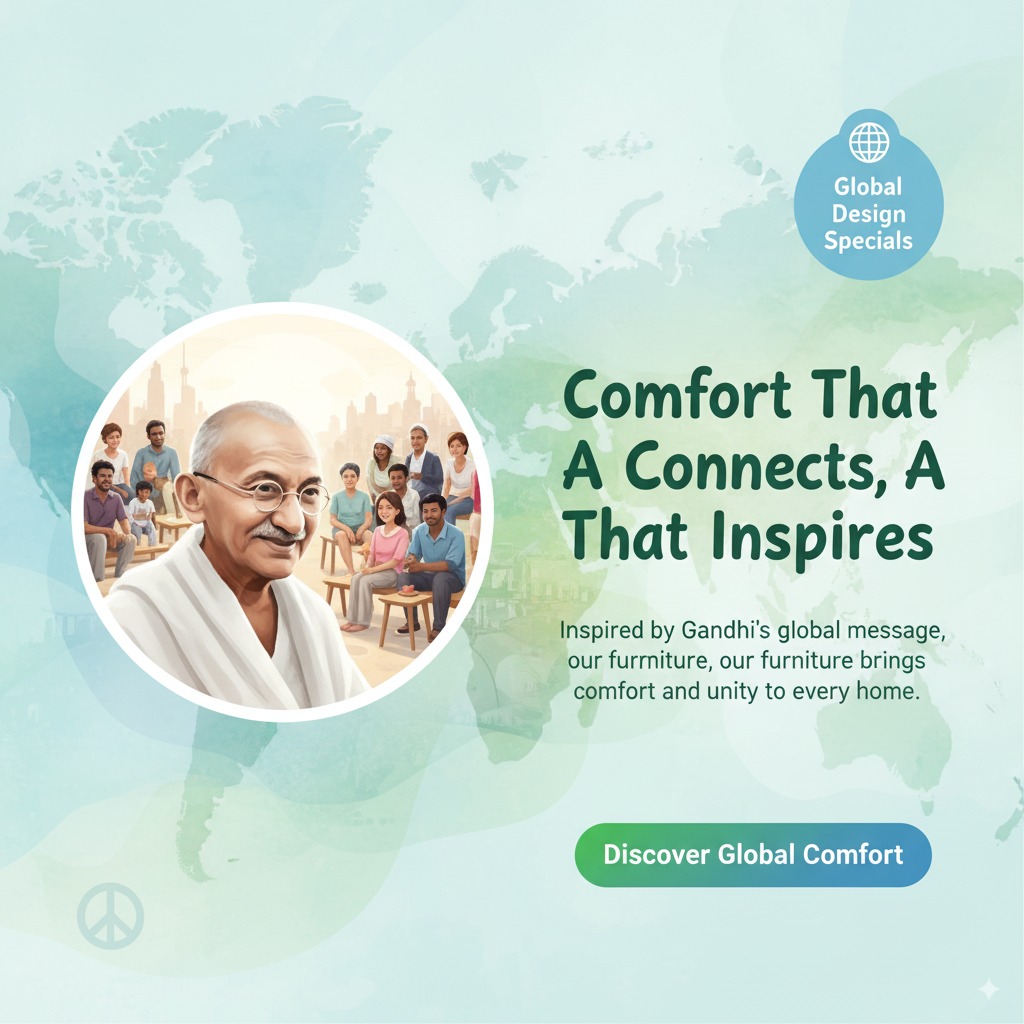 Global
Design
Specials
Comfort That
A Connects, A
That Inspires
Inspired by Gandhi's global message,
our furmiture, our furniture brings
comfort and unity to every home.
Discover Global Comfort